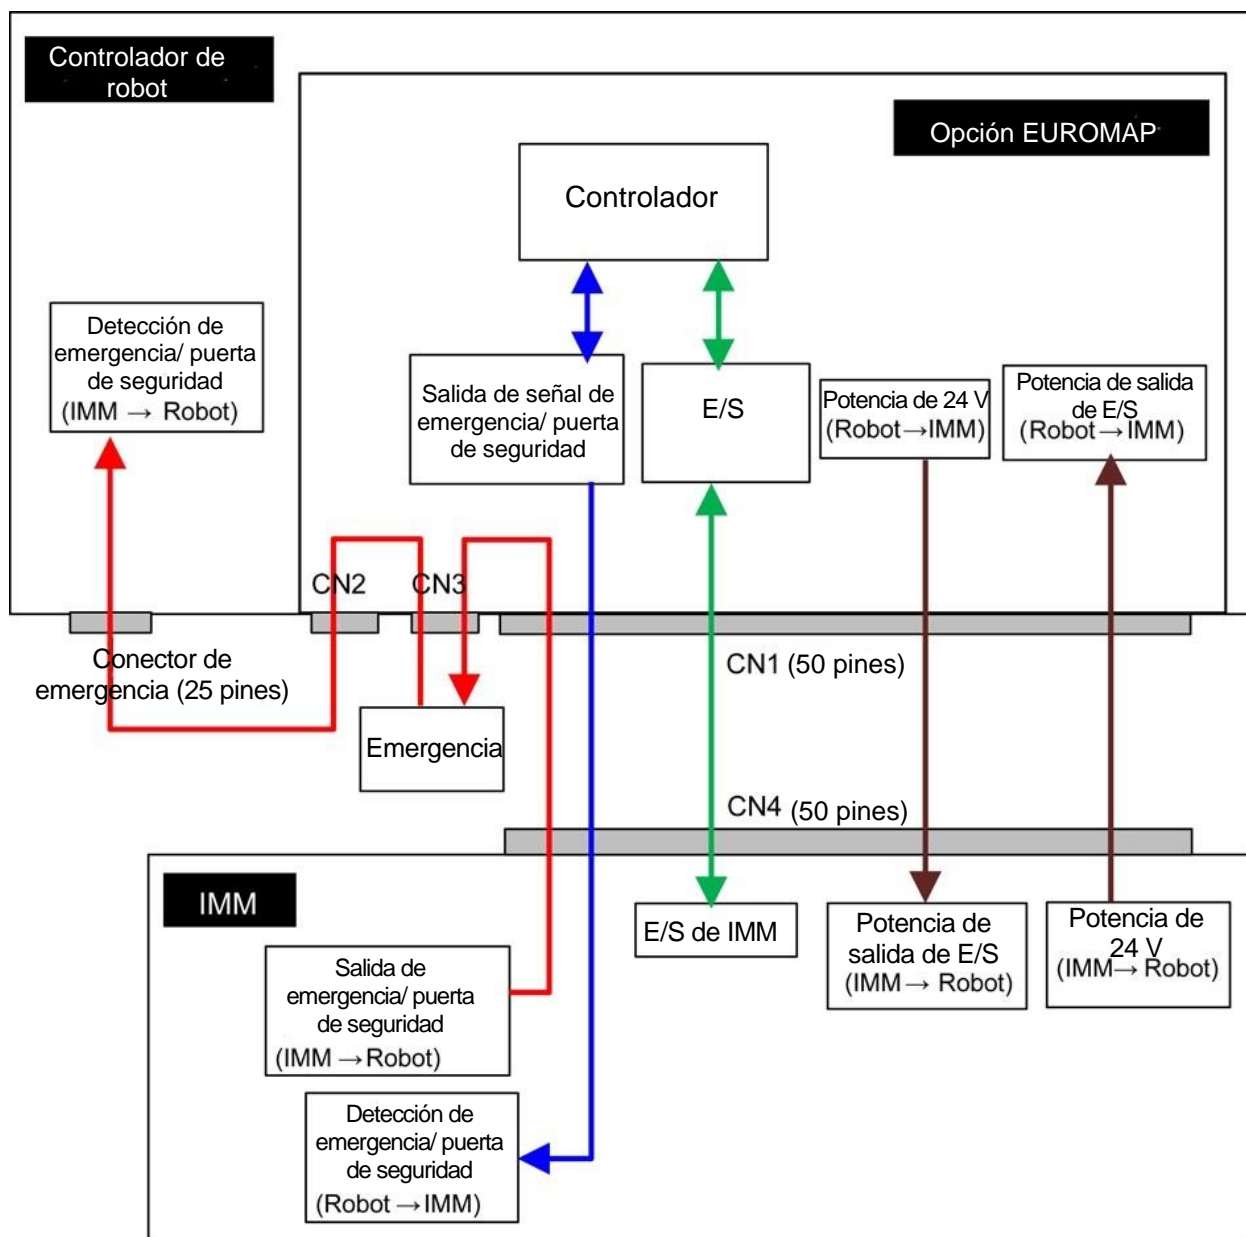 Controlador de
robot
Opción EUROMAP
Controlador
Detección de
emergencia/ puerta
de seguridad
(IMM → Robot)
Salida de señal de
emergencia/ puerta
de seguridad
E/S
Potencia de 24 V
(Robot→IMM)
Potencia de salida
de E/S
(Robot→IMM)
CN2
CN3
Conector de
emergencia (25 pines)
CN1 (50 pines)
Emergencia
CN4 (50 pines)
IMM
E/S de IMM
Potencia de
salida de E/S
(IMM→ Robot)
Potencia de
24 V
(IMM→ Robot)
Salida de
emergencia/ puerta
de seguridad
(IMM →Robot)
Detección de
emergencia/ puerta
de seguridad
(Robot →IMM)